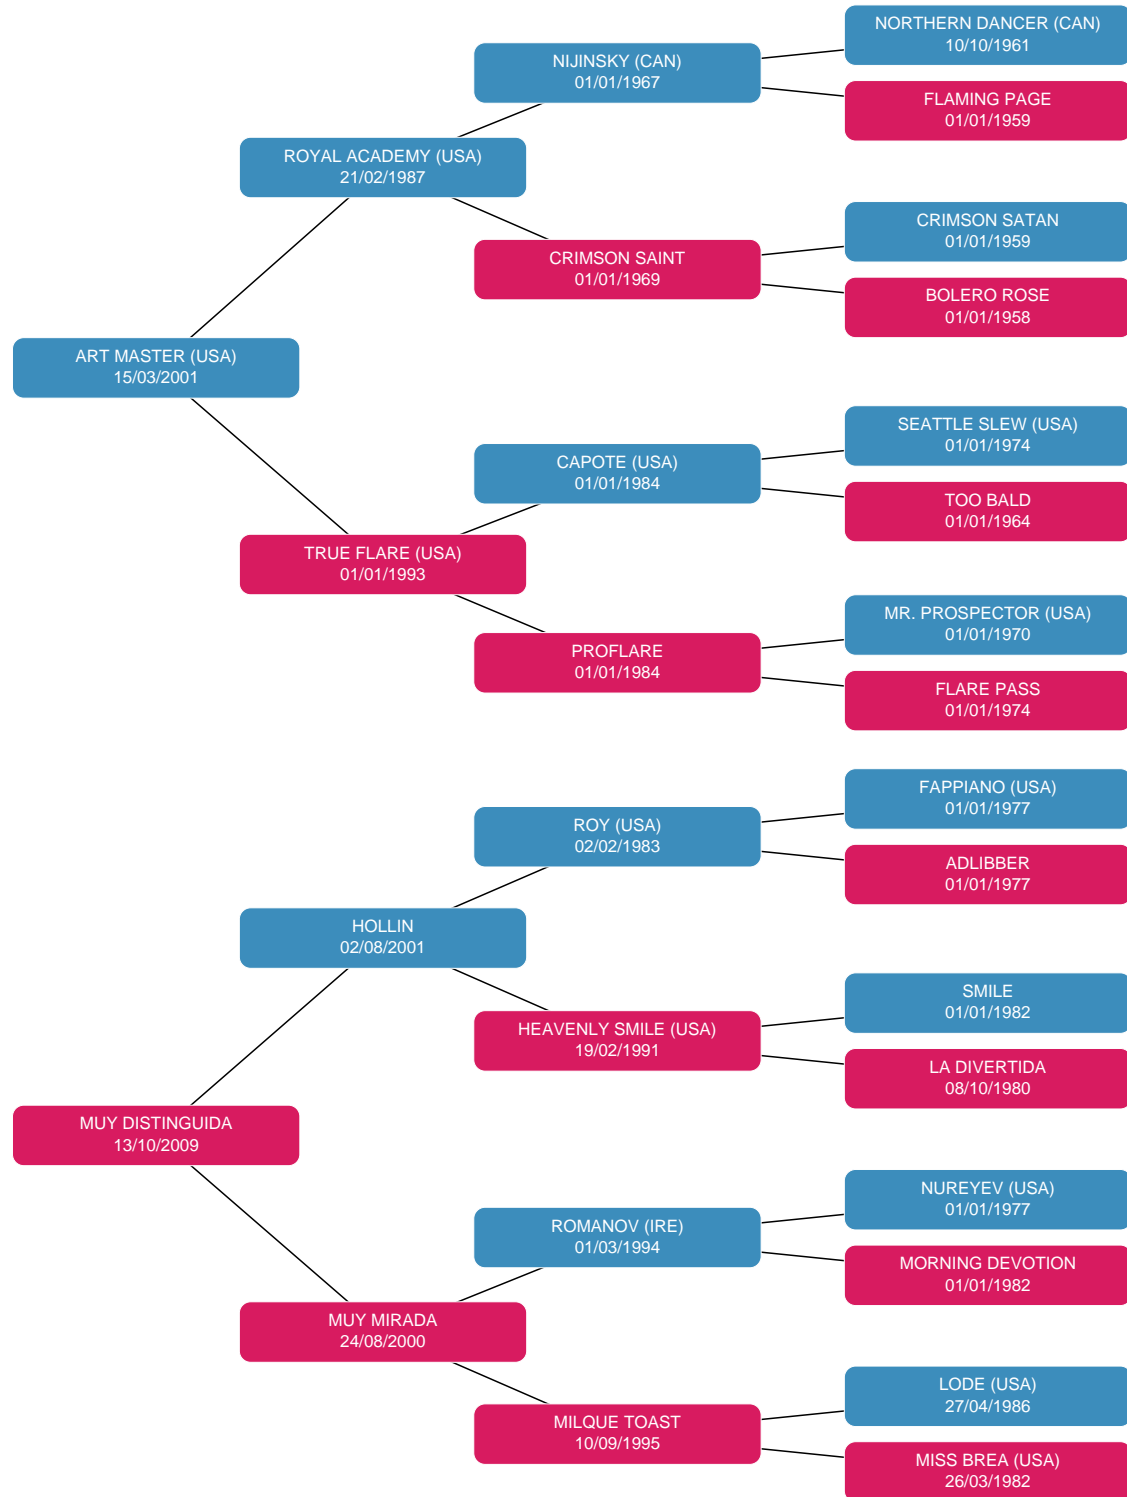 NORTHERN DANCER (CAN)
10/10/1961
NIJINSKY (CAN)
01/01/1967
FLAMING PAGE
01/01/1959
ROYAL ACADEMY (USA)
21/02/1987
CRIMSON SATAN
01/01/1959
CRIMSON SAINT
01/01/1969
BOLERO ROSE
01/01/1958
ART MASTER (USA)
15/03/2001
SEATTLE SLEW (USA)
01/01/1974
CAPOTE (USA)
01/01/1984
TOO BALD
01/01/1964
TRUE FLARE (USA)
01/01/1993
MR. PROSPECTOR (USA)
01/01/1970
PROFLARE
01/01/1984
FLARE PASS
01/01/1974
FAPPIANO (USA)
01/01/1977
ROY (USA)
02/02/1983
ADLIBBER
01/01/1977
HOLLIN
02/08/2001
SMILE
01/01/1982
HEAVENLY SMILE (USA)
19/02/1991
LA DIVERTIDA
08/10/1980
MUY DISTINGUIDA
13/10/2009
NUREYEV (USA)
01/01/1977
ROMANOV (IRE)
01/03/1994
MORNING DEVOTION
01/01/1982
MUY MIRADA
24/08/2000
LODE (USA)
27/04/1986
MILQUE TOAST
10/09/1995
MISS BREA (USA)
26/03/1982